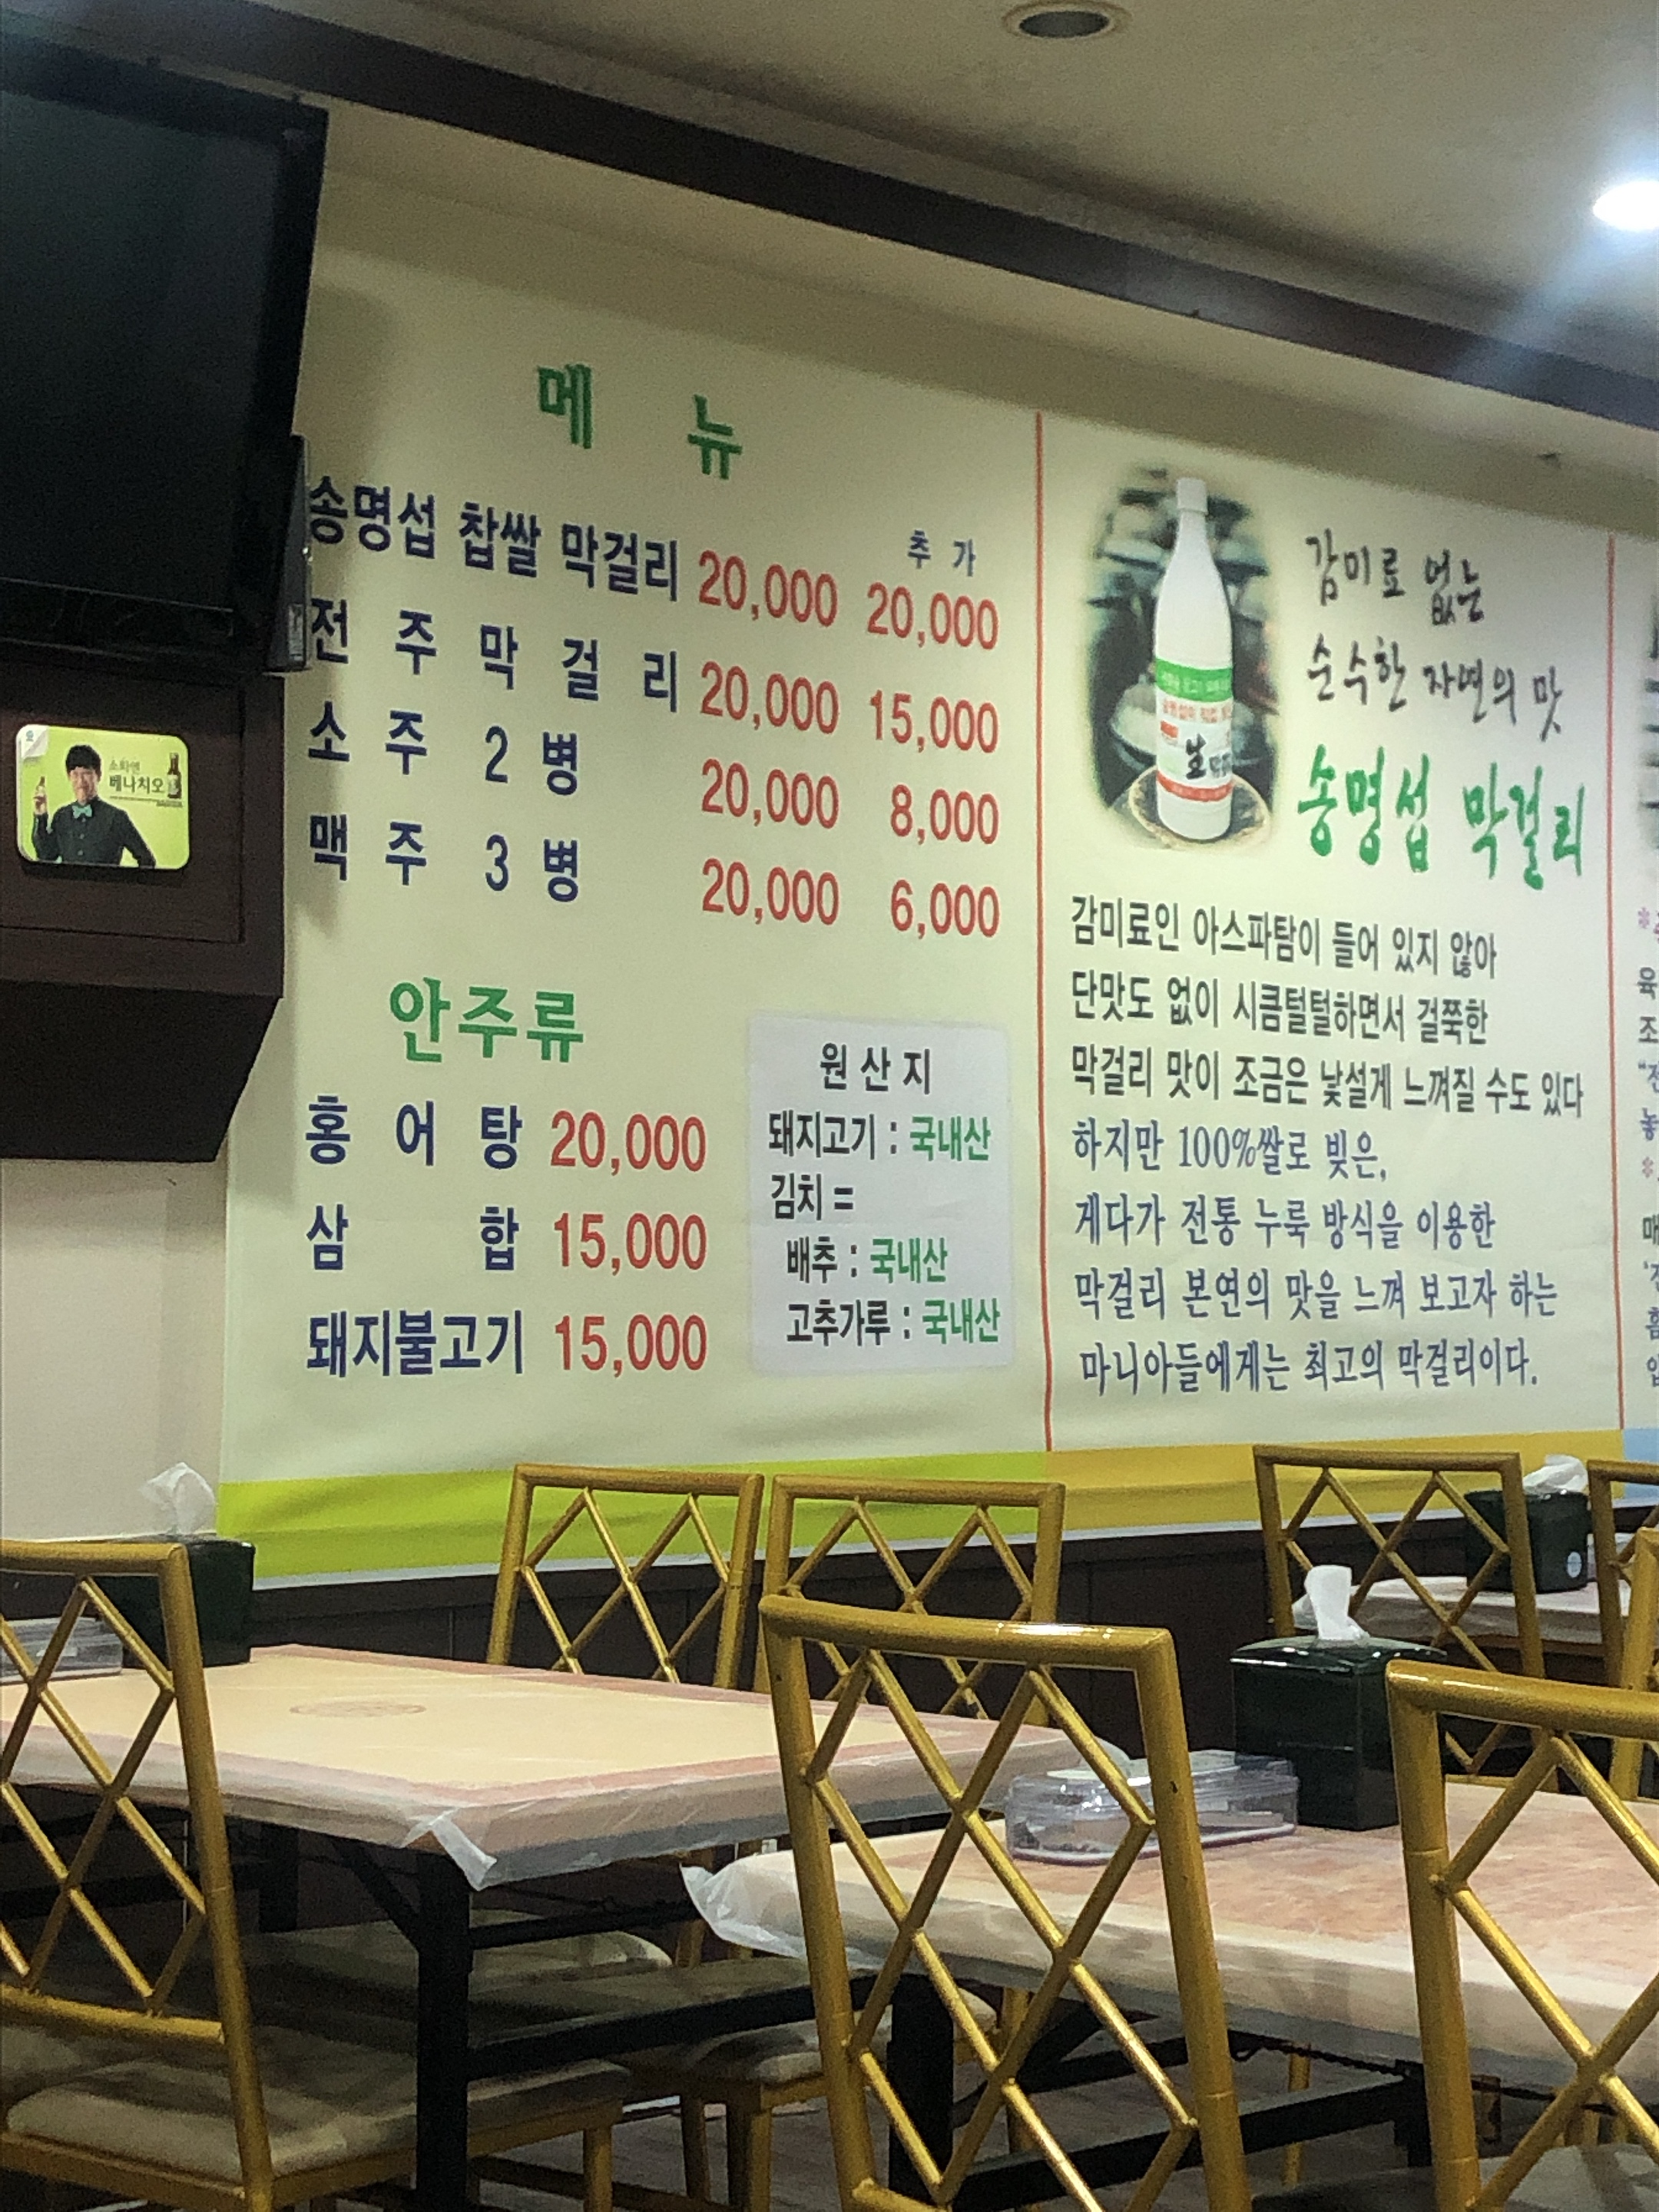 메뉴
추가
송명섭 찹쌀 막걸리 20,000 20,000
전주막걸리 20,000 15,000
소주 2병 20,000 8,000
맥주 3병 20,000 6,000
안주류
홍어탕 20,000
삼합 15,000
돼지불고기 15,000
원산지
돼지고기 : 국내산
김치 =
배추 : 국내산
고추가루 : 국내산
감미료 없는
순수한 자연의 맛
송명섭 막걸리
生
감미료인 아스파탐이 들어 있지 않아
단맛도 없이 시큼털털하면서 걸쭉한
막걸리 맛이 조금은 낯설게 느껴질 수도 있다
하지만 100%쌀로 빚은,
게다가 전통 누룩 방식을 이용한
막걸리 본연의 맛을 느껴 보고자 하는
마니아들에게는 최고의 막걸리이다.
소화엔
베나치오
육
조